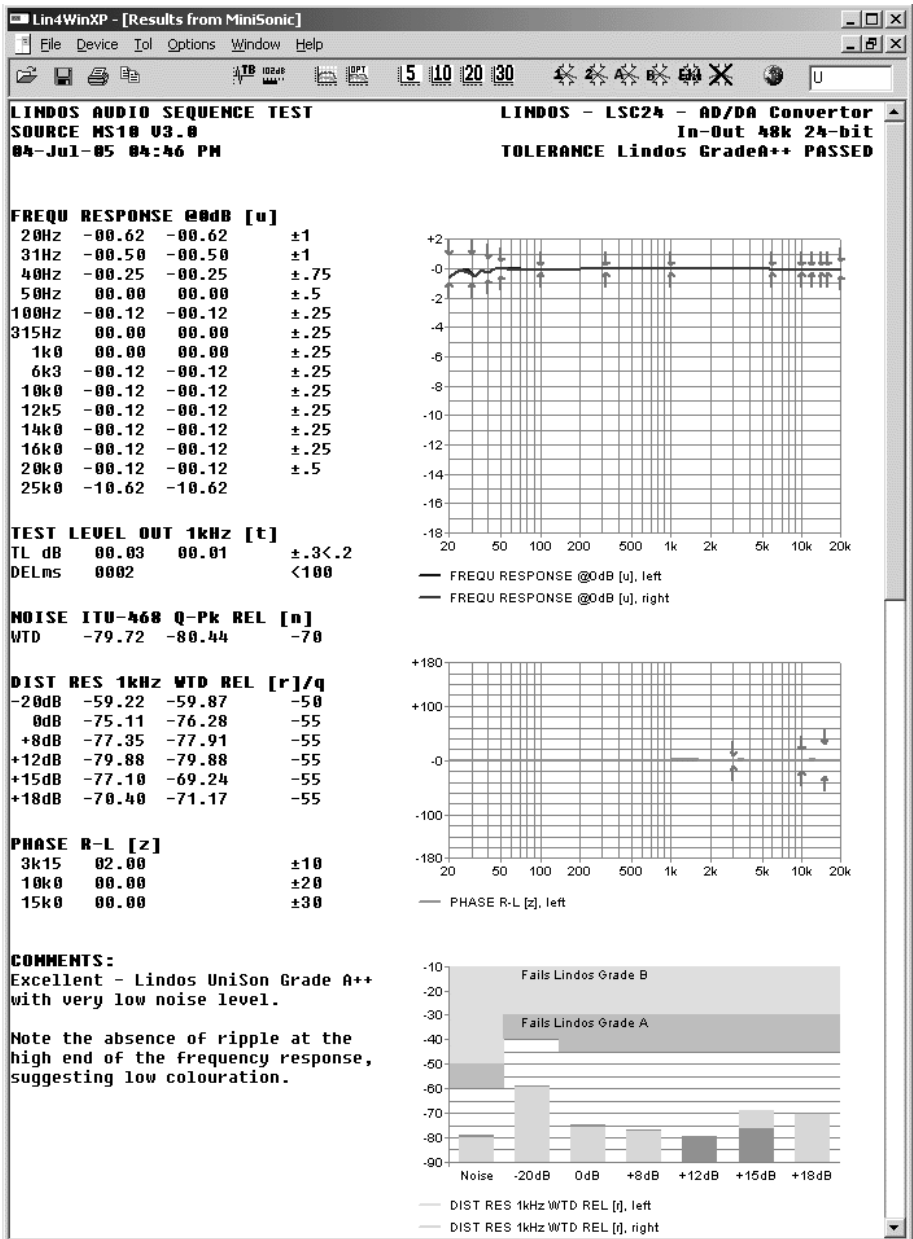 Lin4WinXP - [Results from MiniSonic]
File Device Tol Options Window Help
TB 102dB OPT 5 10 20 30 1 2 A B U
LINDOS AUDIO SEQUENCE TEST
SOURCE MS10 V3.0
04-Jul-05 04:46 PM
LINDOS - LSC24 - AD/DA Convertor
In-Out 48k 24-bit
TOLERANCE Lindos GradeA++ PASSED
FREQU RESPONSE @0dB [u]
20Hz -00.62 -00.62 ±1
31Hz -00.50 -00.50 ±1
40Hz -00.25 -00.25 ±.75
50Hz 00.00 00.00 ±.5
100Hz -00.12 -00.12 ±.25
315Hz 00.00 00.00 ±.25
1k0 00.00 00.00 ±.25
6k3 -00.12 -00.12 ±.25
10k0 -00.12 -00.12 ±.25
12k5 -00.12 -00.12 ±.25
14k0 -00.12 -00.12 ±.25
16k0 -00.12 -00.12 ±.25
20k0 -00.12 -00.12 ±.5
25k0 -10.62 -10.62
TEST LEVEL OUT 1kHz [t]
TL dB 00.03 00.01 ±.3<.2
DELms 0002 <100
NOISE ITU-468 Q-Pk REL [n]
WTD -79.72 -80.44 -70
DIST RES 1kHz WTD REL [r]/q
-20dB -59.22 -59.87 -50
0dB -75.11 -76.28 -55
+8dB -77.35 -77.91 -55
+12dB -79.88 -79.88 -55
+15dB -77.10 -69.24 -55
+18dB -70.40 -71.17 -55
PHASE R-L [z]
3k15 02.00 ±10
10k0 00.00 ±20
15k0 00.00 ±30
COMMENTS:
Excellent - Lindos UniSon Grade A++
with very low noise level.
Note the absence of ripple at the
high end of the frequency response,
suggesting low colouration.
+2
-0
-2
-4
-6
-8
-10
-12
-14
-16
-18
20 50 100 200 500 1k 2k 5k 10k 20k
FREQU RESPONSE @0dB [u], left
FREQU RESPONSE @0dB [u], right
+180
+100
-0
-100
-180
20 50 100 200 500 1k 2k 5k 10k 20k
PHASE R-L [z], left
-10
-20
-30
-40
-50
-60
-70
-80
-90
Fails Lindos Grade B
Fails Lindos Grade A
Noise -20dB 0dB +8dB +12dB +15dB +18dB
DIST RES 1kHz WTD REL [r], left
DIST RES 1kHz WTD REL [r], right